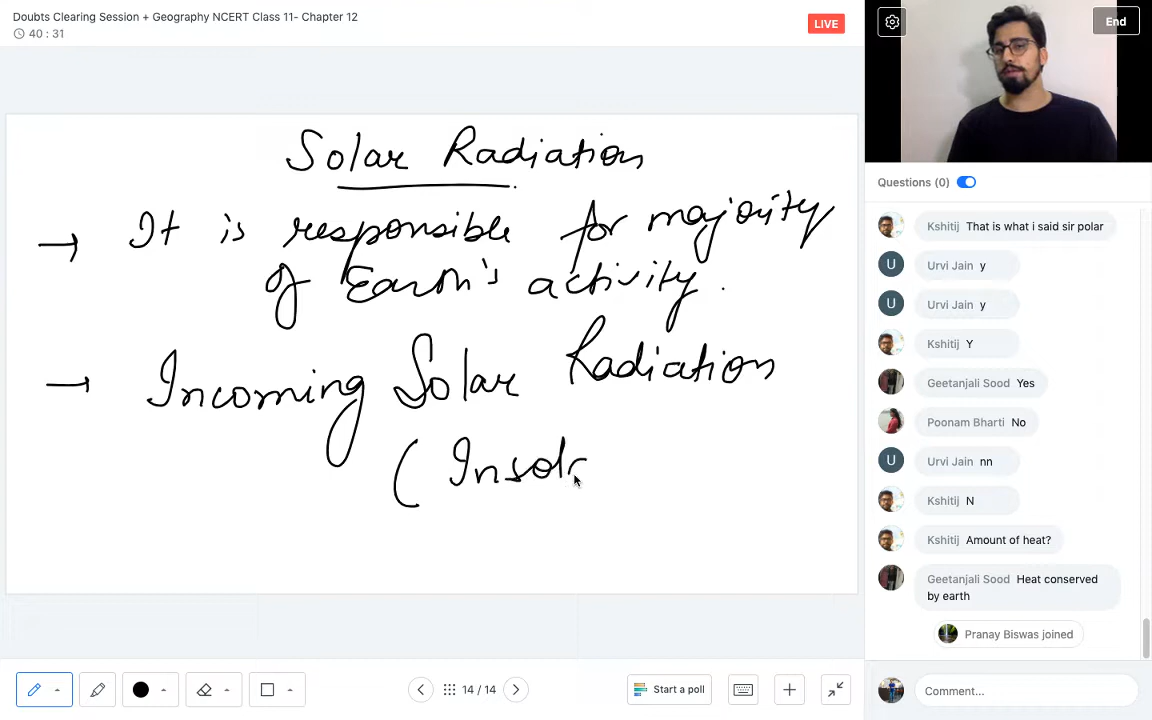 Doubts Clearing Session + Geography NCERT Class 11- Chapter 12
40 : 31
LIVE
End
Solar Radiation
→ It is responsible for majority
of Earth's activity.
→ Incoming Solar Radiation
( Insola
Questions (0)
Kshitij That is what i said sir polar
U Urvi Jain y
U Urvi Jain y
Kshitij Y
Geetanjali Sood Yes
Poonam Bharti No
U Urvi Jain nn
Kshitij N
Kshitij Amount of heat?
Geetanjali Sood Heat conserved
by earth
Pranay Biswas joined
14 / 14
Start a poll
Comment...